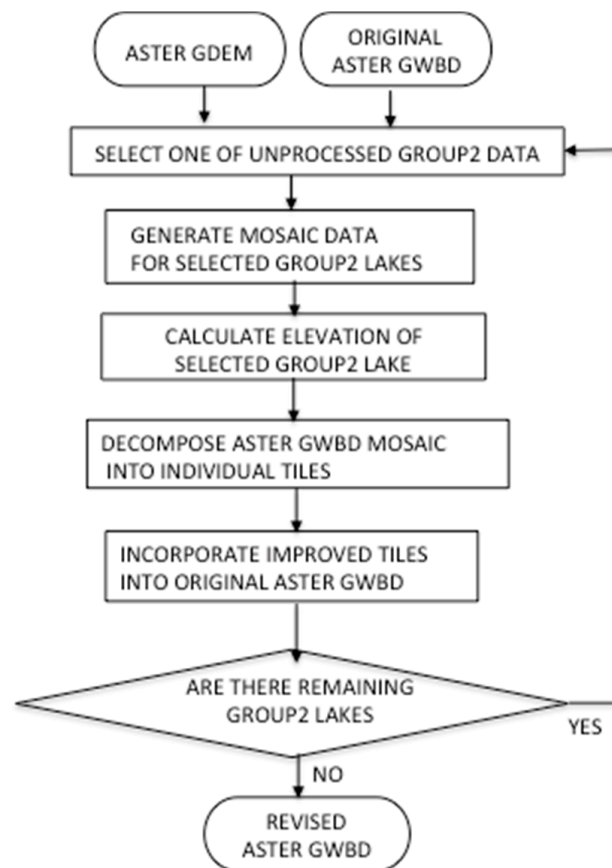 ASTER GDEM
ORIGINAL
ASTER GWBD
SELECT ONE OF UNPROCESSED GROUP2 DATA
GENERATE MOSAIC DATA
FOR SELECTED GROUP2 LAKES
CALCULATE ELEVATION OF
SELECTED GROUP2 LAKE
DECOMPOSE ASTER GWBD MOSAIC
INTO INDIVIDUAL TILES
INCORPORATE IMPROVED TILES
INTO ORIGINAL ASTER GWBD
ARE THERE REMAINING
GROUP2 LAKES
YES
NO
REVISED
ASTER GWBD